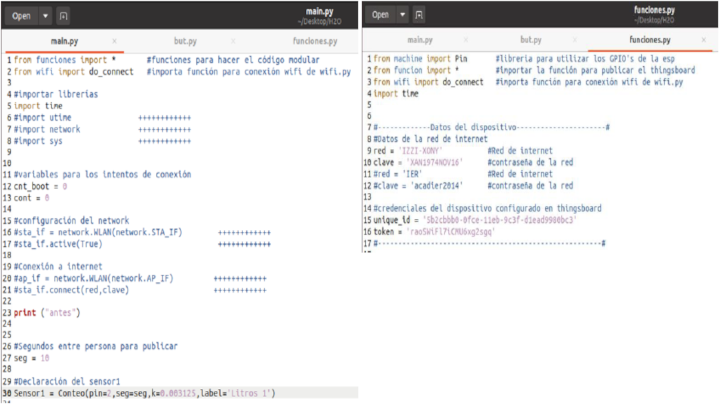 Open
main.py
~/Desktop/H2O
main.py
but.py
funciones.py
1 from funciones import * #funciones para hacer el código modular
2 from wifi import do_connect #importa función para conexión wifi de wifi.py
3
4 #importar librerias
5 import time
6 #import utime ++++++++++++
7 #import network ++++++++++++
8 #import sys ++++++++++++
9
10
11 #variables para los intentos de conexión
12 cnt_boot = 0
13 cont = 0
14
15 #configuración del network
16 #sta_if = network.WLAN(network.STA_IF) ++++++++++++
17 #sta_if.active(True) ++++++++++++
18
19 #Conexión a internet
20 #ap_if = network.WLAN(network.AP_IF) ++++++++++++
21 #sta_if.connect(red,clave) ++++++++++++
22
23 print ("antes")
24
25
26 #Segundos entre persona para publicar
27 seg = 10
28
29 #Declaración del sensor1
30 Sensor1 = Conteo(pin=2,seg=seg,k=0.003125,label='Litros 1')
Open
funciones.py
~/Desktop/H2O
main.py
but.py
funciones.py
1 from machine import Pin #libreria para utilizar los GPIO's de la esp
2 from funcion import * #importar la función para publicar el thingsboard
3 from wifi import do_connect #importa función para conexión wifi de wifi.py
4 import time
5
6
7 #-------------Datos del dispositivo----------------------#
8 #Datos de la red de internet
9 red = 'IZZI-XONY' #Red de internet
10 clave = 'XAN1974NOV16' #contraseña de la red
11 #red = 'IER' #Red de internet
12 #clave = 'acadier2014' #contraseña de la red
13
14 #credenciales del dispositivo configurado en thingsboard
15 unique_id =
16 token =
17 #-------------------------------------------------------#